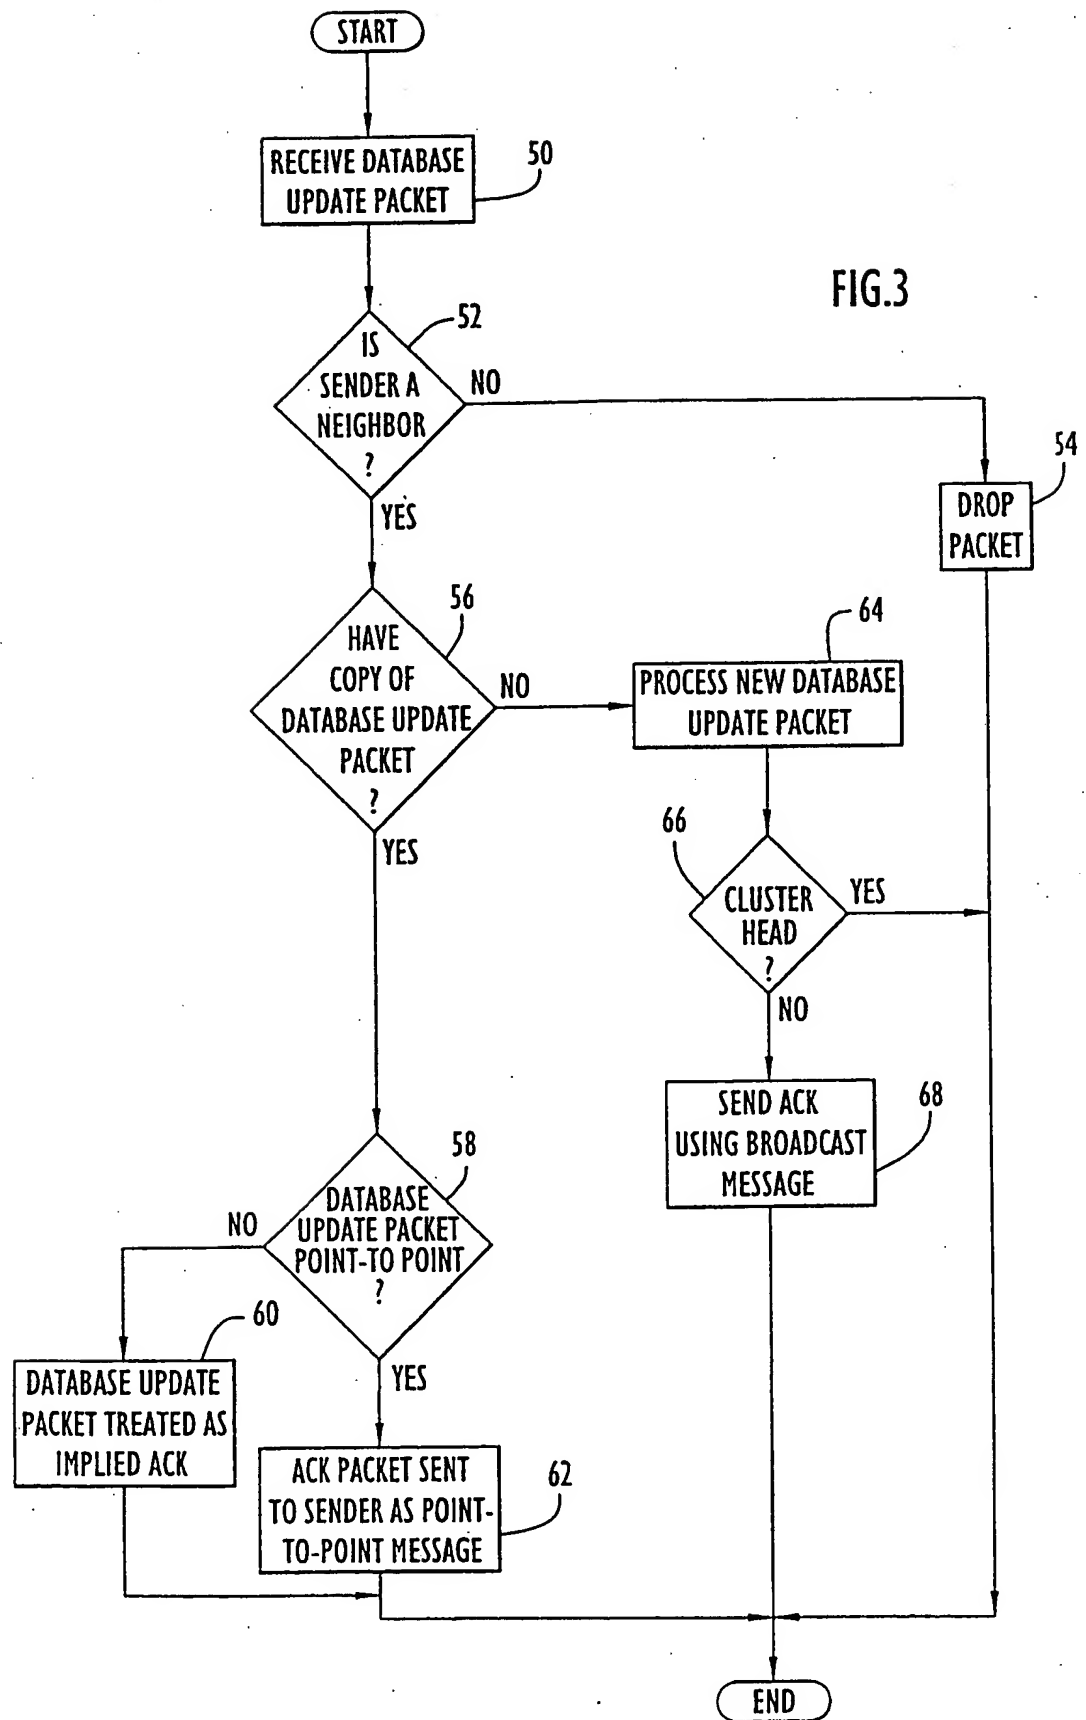 START
RECEIVE DATABASE
UPDATE PACKET
50
FIG.3
IS
SENDER A
NEIGHBOR
?
52
NO
YES
54
DROP
PACKET
HAVE
COPY OF
DATABASE UPDATE
PACKET
?
56
NO
YES
64
PROCESS NEW DATABASE
UPDATE PACKET
66
CLUSTER
HEAD
?
YES
NO
SEND ACK
USING BROADCAST
MESSAGE
68
DATABASE
UPDATE PACKET
POINT-TO POINT
?
58
NO
YES
60
DATABASE UPDATE
PACKET TREATED AS
IMPLIED ACK
ACK PACKET SENT
TO SENDER AS POINT-
TO-POINT MESSAGE
62
END